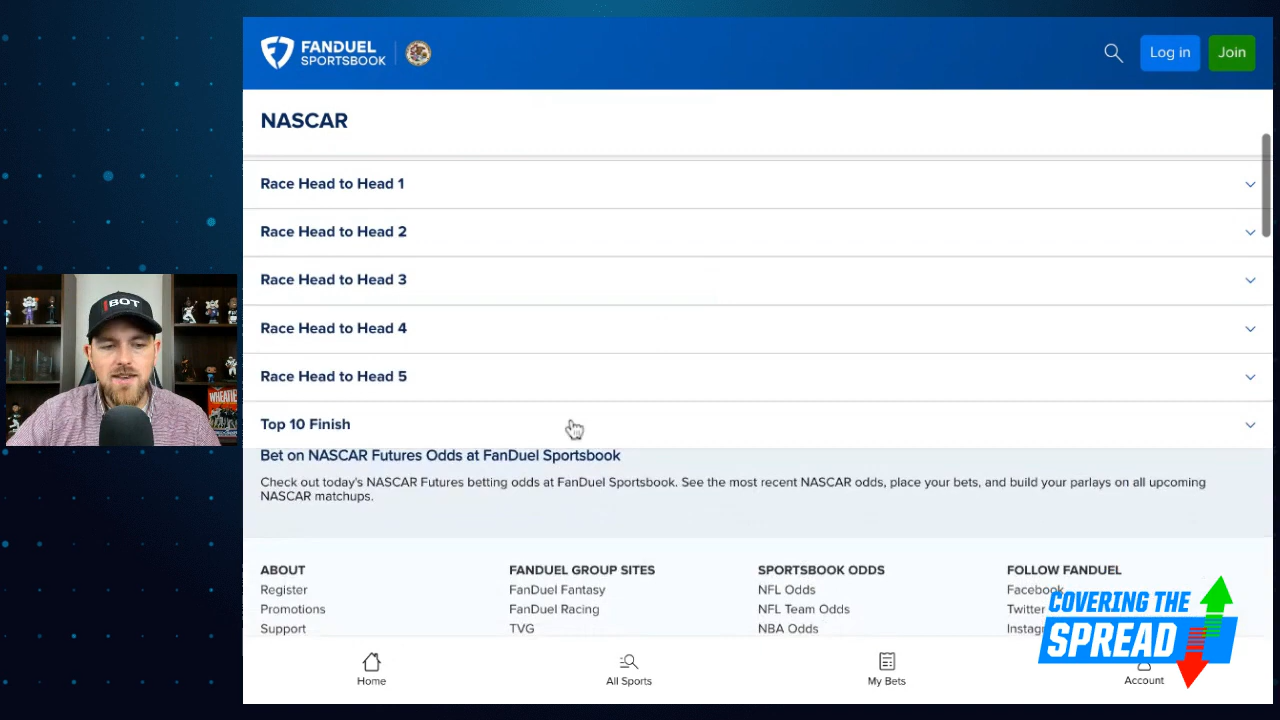 FANDUEL
SPORTSBOOK
Log in
Join
NASCAR
Race Head to Head 1
Race Head to Head 2
Race Head to Head 3
Race Head to Head 4
Race Head to Head 5
Top 10 Finish
Bet on NASCAR Futures Odds at FanDuel Sportsbook
Check out today's NASCAR Futures betting odds at FanDuel Sportsbook. See the most recent NASCAR odds, place your bets, and build your parlays on all upcoming
NASCAR matchups.
ABOUT
Register
Promotions
Support
FANDUEL GROUP SITES
FanDuel Fantasy
FanDuel Racing
TVG
SPORTSBOOK ODDS
NFL Odds
NFL Team Odds
NBA Odds
FOLLOW FANDUEL
Facebook
Twitter
Instag
COVERING THE
SPREAD
Home
All Sports
My Bets
Account
BOT
WHEATIES